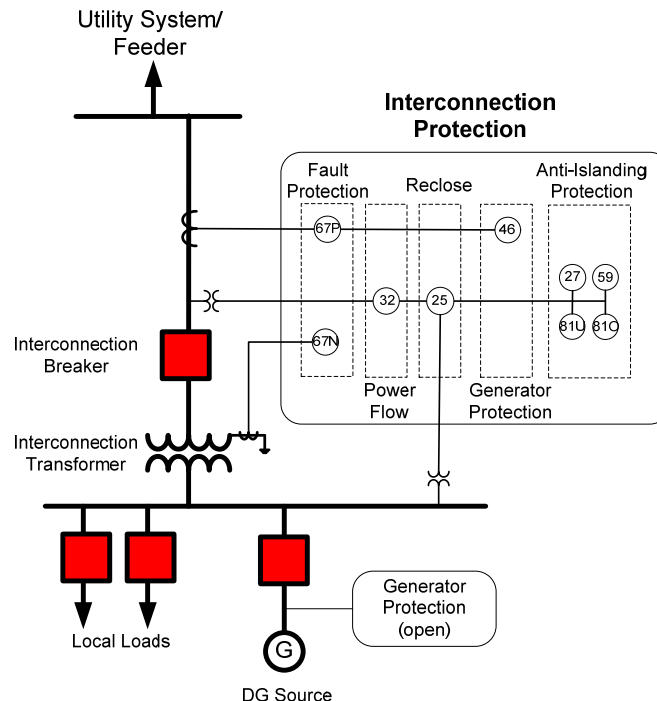 Utility System/
Feeder
Interconnection
Protection
Fault
Protection
Reclose
Anti-Islanding
Protection
67P
46
27
59
32
25
81U
81O
67N
Power
Flow
Generator
Protection
Interconnection
Breaker
Interconnection
Transformer
Local Loads
Generator
Protection
(open)
G
DG Source